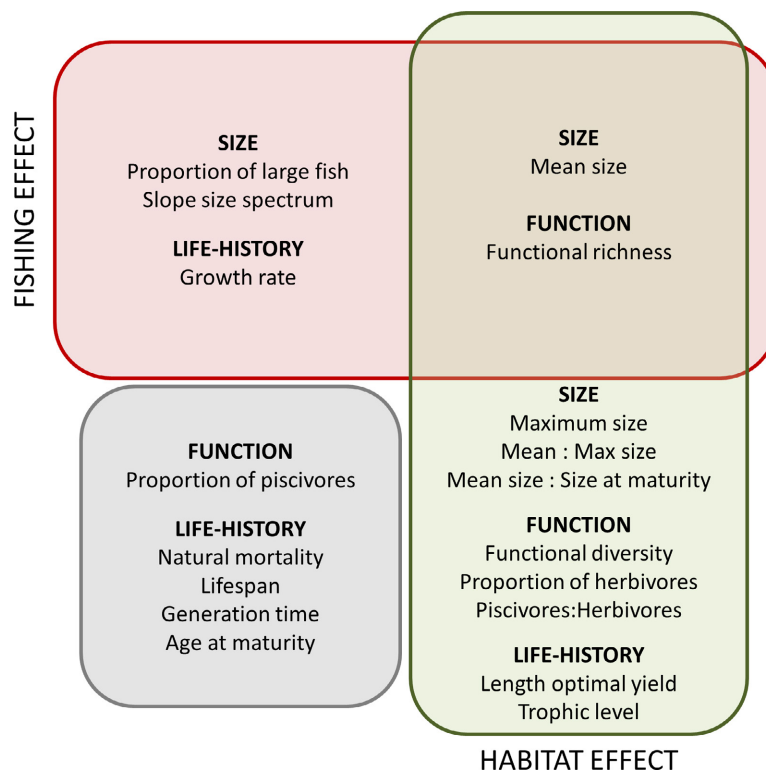 FISHING EFFECT
SIZE
Proportion of large fish
Slope size spectrum
LIFE-HISTORY
Growth rate
SIZE
Mean size
FUNCTION
Functional richness
FUNCTION
Proportion of piscivores
LIFE-HISTORY
Natural mortality
Lifespan
Generation time
Age at maturity
SIZE
Maximum size
Mean : Max size
Mean size : Size at maturity
FUNCTION
Functional diversity
Proportion of herbivores
Piscivores:Herbivores
LIFE-HISTORY
Length optimal yield
Trophic level
HABITAT EFFECT